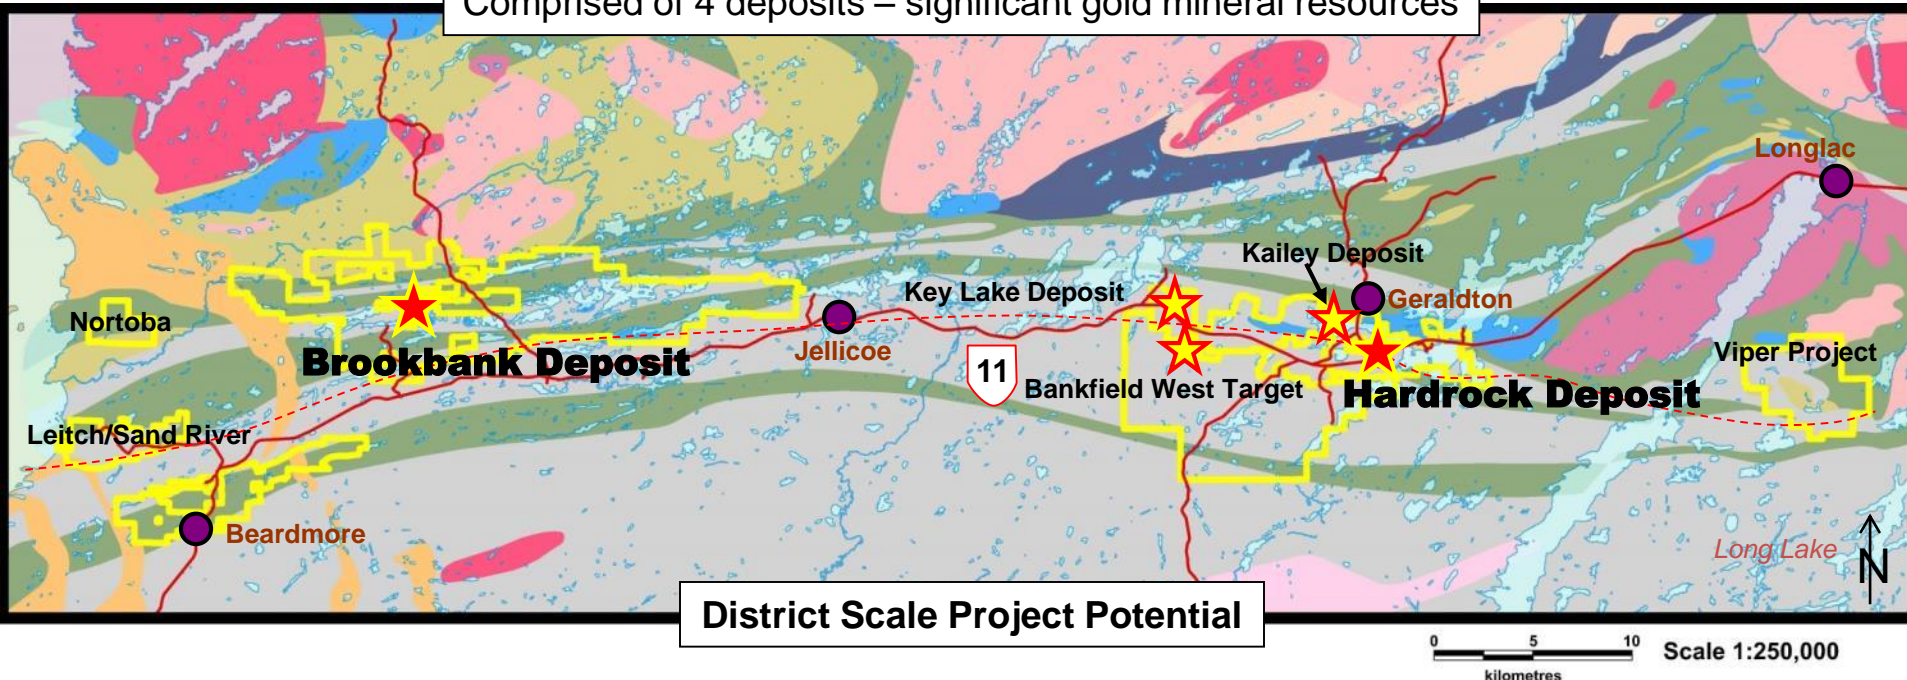 Comprised of 4 deposits – significant gold mineral resources
Longlac
Kailey Deposit
Key Lake Deposit
Geraldton
Nortoba
Jellicoe
Brookbank Deposit
Viper Project
11
Bankfield West Target
Hardrock Deposit
Leitch/Sand River
Beardmore
Long Lake
N
District Scale Project Potential
0 5 10
Scale 1:250,000
kilometres